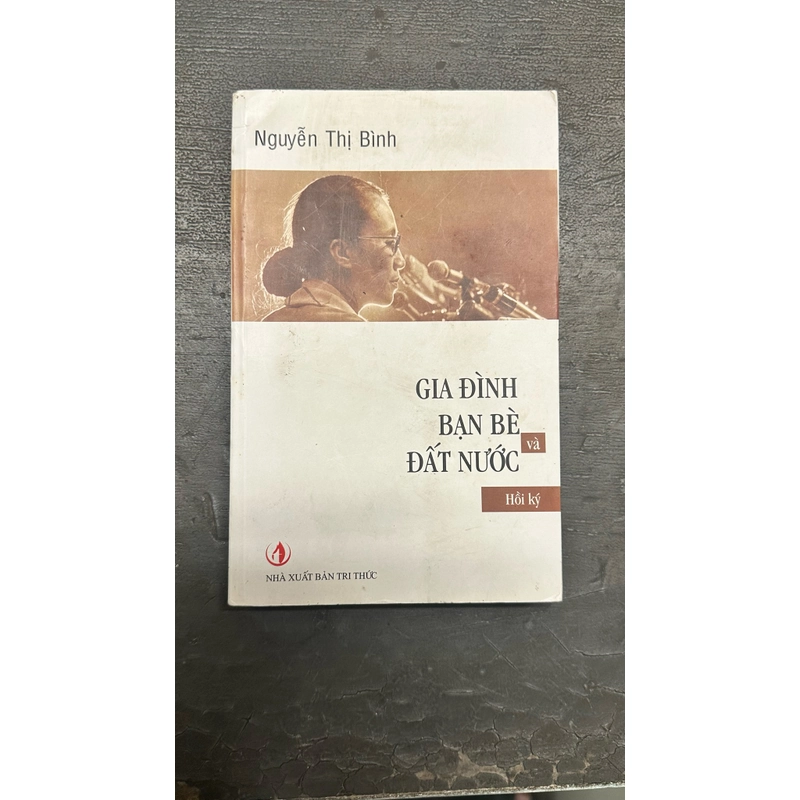 Nguyễn Thị Bình
GIA ĐÌNH
BẠN BÈ
và
ĐẤT NƯỚC
Hồi ký
NHÀ XUẤT BẢN TRI THỨC